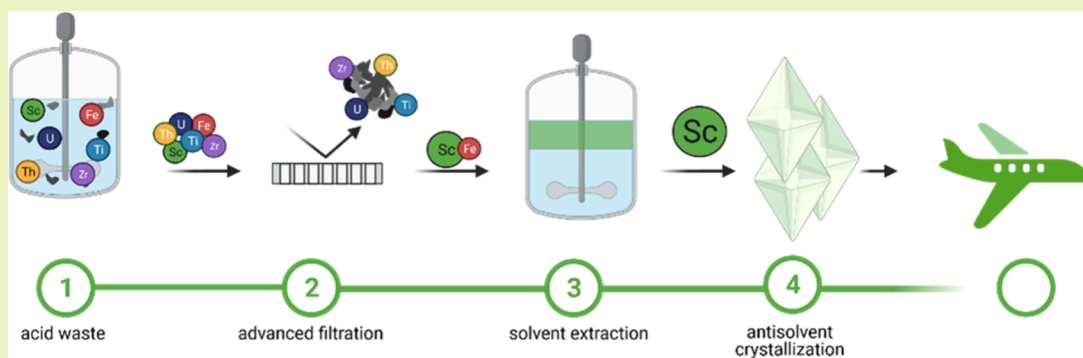 Zr
Th
U
Ti
Sc
Fe
U
Ti
Th
Zr
U
Fe
Th
Ti
Zr
Sc
Sc
Fe
Sc
1
2
3
4
acid waste
advanced filtration
solvent extraction
antisolvent
crystallization